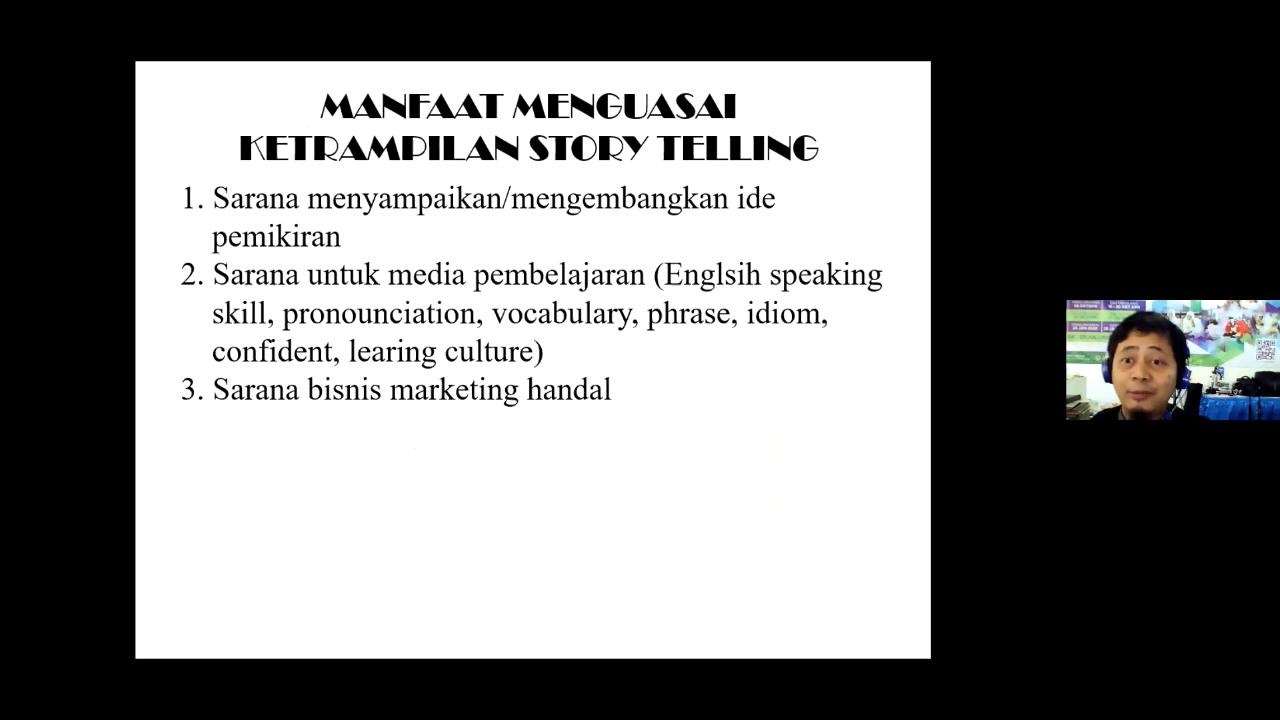 MANFAAT MENGUASAI
KETRAMPILAN STORY TELLING
1. Sarana menyampaikan/mengembangkan ide
pemikiran
2. Sarana untuk media pembelajaran (Englsih speaking
skill, pronounciation, vocabulary, phrase, idiom,
confident, learing culture)
3. Sarana bisnis marketing handal